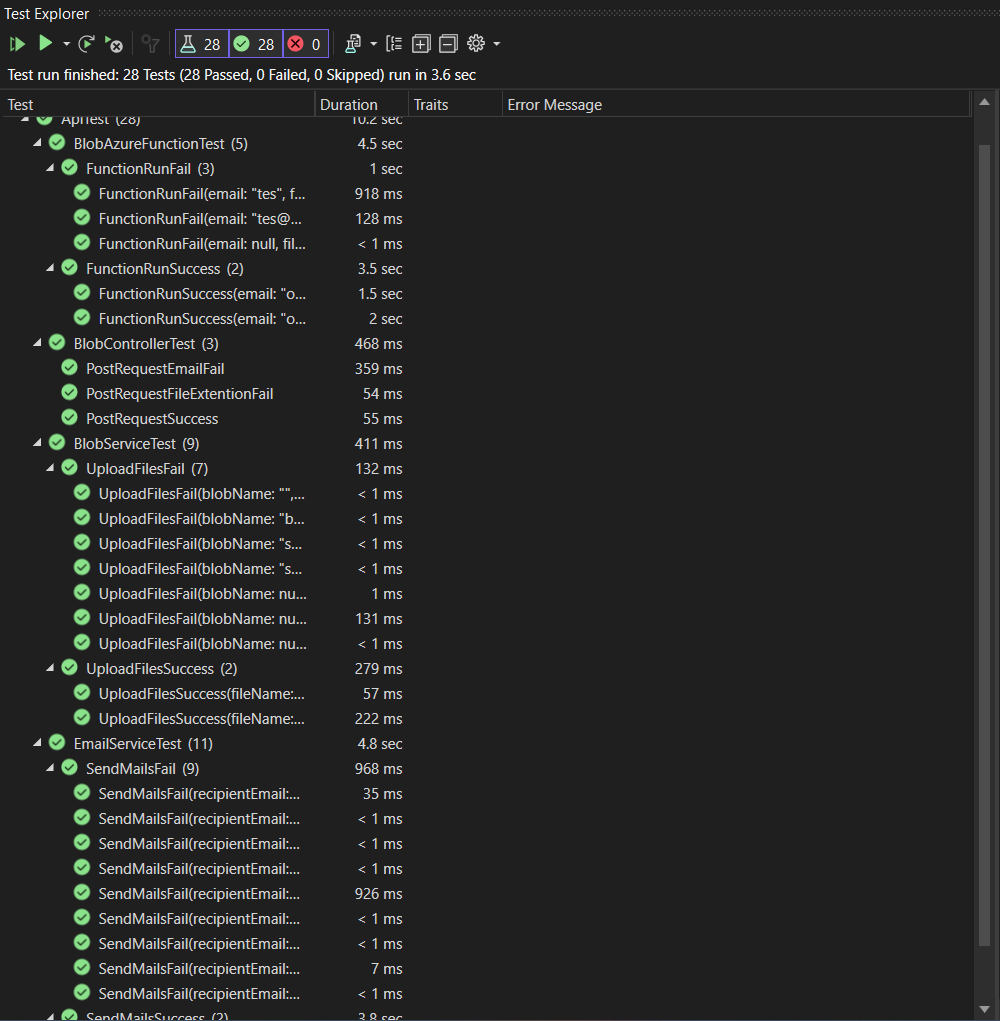 Test Explorer
28 28 0
Test run finished: 28 Tests (28 Passed, 0 Failed, 0 Skipped) run in 3.6 sec
Test Duration Traits Error Message
ApiTest (28) 10.2 sec
BlobAzureFunctionTest (5) 4.5 sec
FunctionRunFail (3) 1 sec
FunctionRunFail(email: "tes", f... 918 ms
FunctionRunFail(email: "tes@... 128 ms
FunctionRunFail(email: null, fil... < 1 ms
FunctionRunSuccess (2) 3.5 sec
FunctionRunSuccess(email: "o... 1.5 sec
FunctionRunSuccess(email: "o... 2 sec
BlobControllerTest (3) 468 ms
PostRequestEmailFail 359 ms
PostRequestFileExtentionFail 54 ms
PostRequestSuccess 55 ms
BlobServiceTest (9) 411 ms
UploadFilesFail (7) 132 ms
UploadFilesFail(blobName: "",... < 1 ms
UploadFilesFail(blobName: "b... < 1 ms
UploadFilesFail(blobName: "s... < 1 ms
UploadFilesFail(blobName: "s... < 1 ms
UploadFilesFail(blobName: nu... 1 ms
UploadFilesFail(blobName: nu... 131 ms
UploadFilesFail(blobName: nu... < 1 ms
UploadFilesSuccess (2) 279 ms
UploadFilesSuccess(fileName:... 57 ms
UploadFilesSuccess(fileName:... 222 ms
EmailServiceTest (11) 4.8 sec
SendMailsFail (9) 968 ms
SendMailsFail(recipientEmail:... 35 ms
SendMailsFail(recipientEmail:... < 1 ms
SendMailsFail(recipientEmail:... < 1 ms
SendMailsFail(recipientEmail:... < 1 ms
SendMailsFail(recipientEmail:... 926 ms
SendMailsFail(recipientEmail:... < 1 ms
SendMailsFail(recipientEmail:... < 1 ms
SendMailsFail(recipientEmail:... 7 ms
SendMailsFail(recipientEmail:... < 1 ms
SendMailsSuccess (2) 3.8 sec